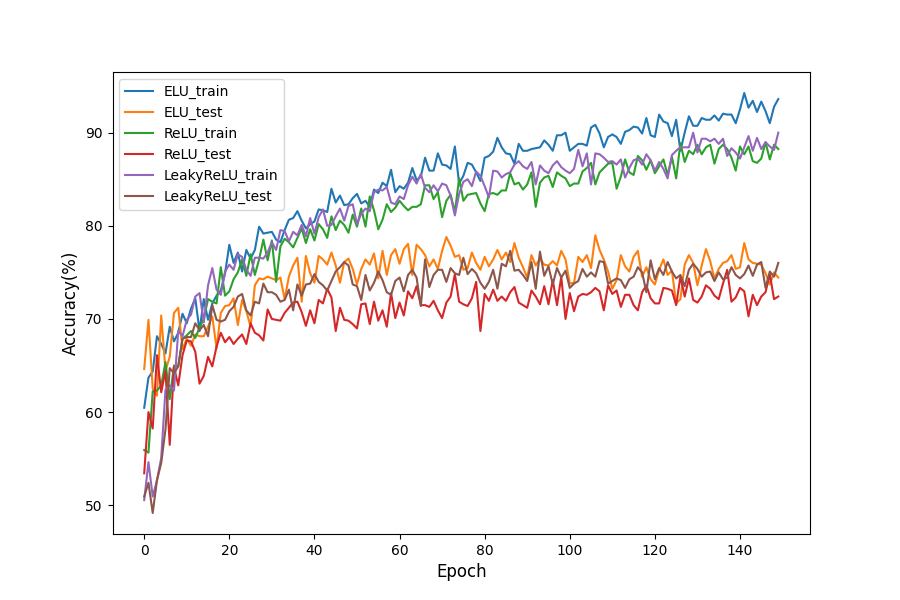 ELU_train
ELU_test
ReLU_train
ReLU_test
LeakyReLU_train
LeakyReLU_test
90
80
70
60
50
Accuracy(%)
0 20 40 60 80 100 120 140
Epoch